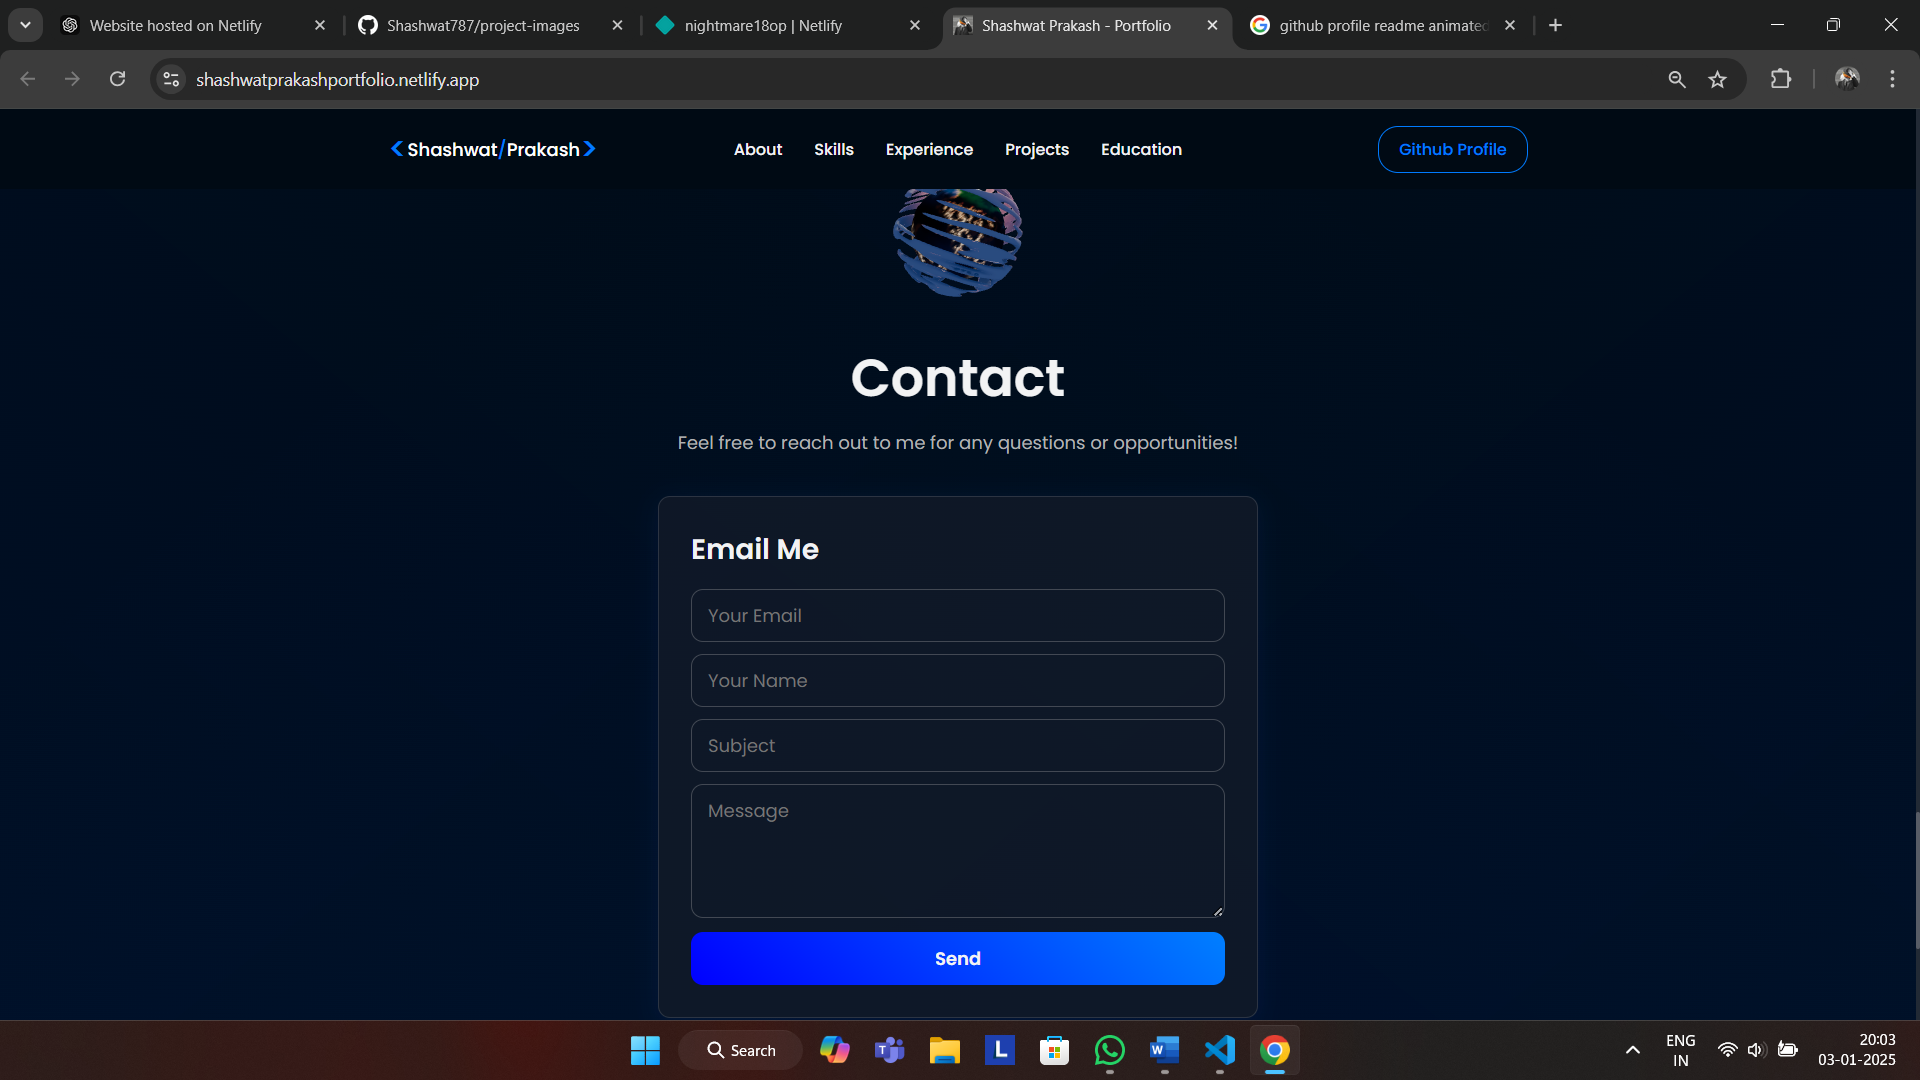 Website hosted on Netlify
Shashwat787/project-images
nightmare18op | Netlify
Shashwat Prakash - Portfolio
github profile readme animated
shashwatprakashportfolio.netlify.app
<Shashwat/Prakash>
About
Skills
Experience
Projects
Education
Github Profile
Contact
Feel free to reach out to me for any questions or opportunities!
Email Me
Your Email
Your Name
Subject
Message
Send
Search
ENG
IN
20:03
03-01-2025